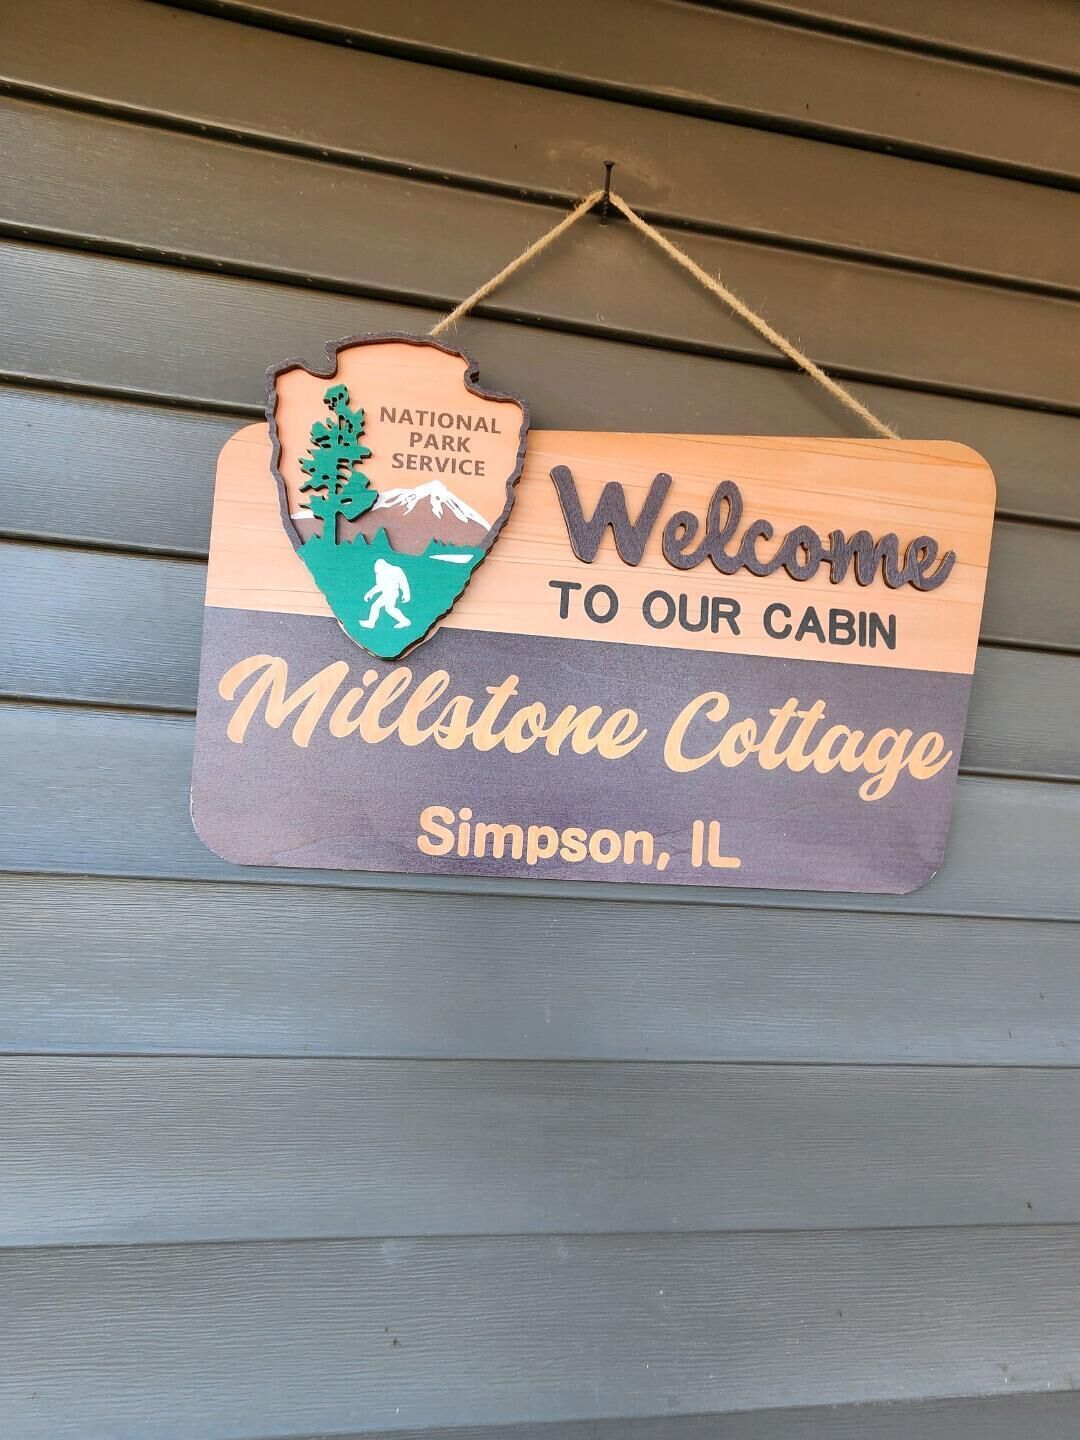 NATIONAL
PARK
SERVICE
Welcome
TO OUR CABIN
Millstone Cottage
Simpson, IL